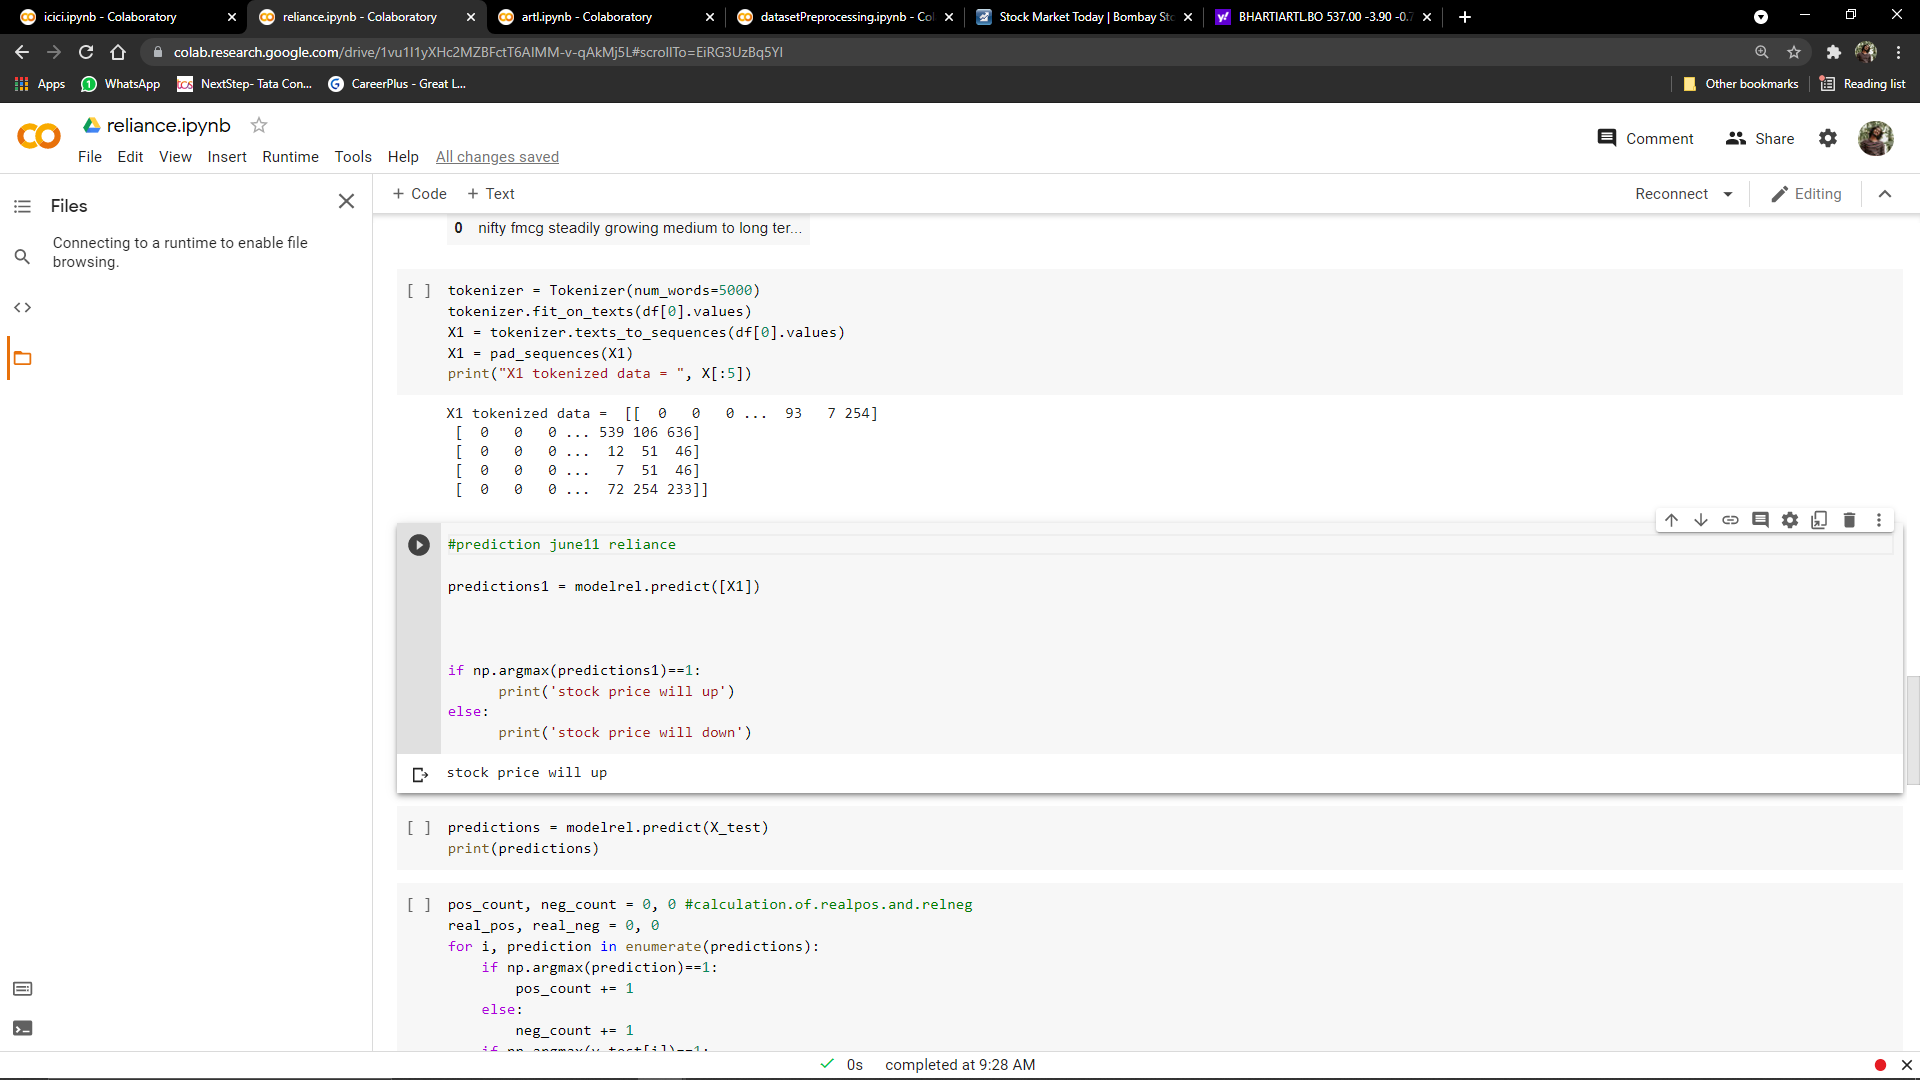 icici.ipynb - Colaboratory
reliance.ipynb - Colaboratory
artl.ipynb - Colaboratory
datasetPreprocessing.ipynb - Col
Stock Market Today | Bombay Sto
BHARTIARTL.BO 537.00 -3.90 -0.7
colab.research.google.com/drive/1vu1I1yXHc2MZBFctT6AIMM-v-qAkMj5L#scrollTo=EiRG3UzBq5YI
Apps
WhatsApp
NextStep- Tata Con...
CareerPlus - Great L...
Other bookmarks
Reading list
reliance.ipynb
File Edit View Insert Runtime Tools Help All changes saved
Comment
Share
Files
Connecting to a runtime to enable file
browsing.
+ Code + Text
Reconnect
Editing
0 nifty fmcg steadily growing medium to long ter...
[ ] tokenizer = Tokenizer(num_words=5000)
tokenizer.fit_on_texts(df[0].values)
X1 = tokenizer.texts_to_sequences(df[0].values)
X1 = pad_sequences(X1)
print("X1 tokenized data = ", X[:5])
X1 tokenized data =  [[  0   0   0 ...  93   7 254]
[  0   0   0 ... 539 106 636]
[  0   0   0 ...  12  51  46]
[  0   0   0 ...   7  51  46]
[  0   0   0 ...  72 254 233]]
#prediction june11 reliance
predictions1 = modelrel.predict([X1])
if np.argmax(predictions1)==1:
print('stock price will up')
else:
print('stock price will down')
stock price will up
[ ] predictions = modelrel.predict(X_test)
print(predictions)
[ ] pos_count, neg_count = 0, 0 #calculation.of.realpos.and.relneg
real_pos, real_neg = 0, 0
for i, prediction in enumerate(predictions):
if np.argmax(prediction)==1:
pos_count += 1
else:
neg_count += 1
if np.argmax(y_test[i])==1:
0s completed at 9:28 AM